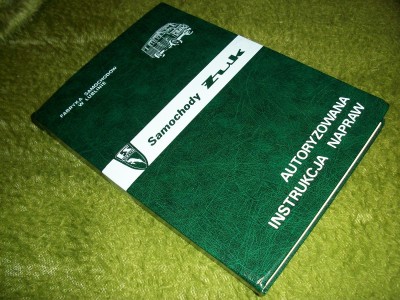 FABRYKA SAMOCHODÓW
W LUBLINIE
Samochody Żuk
AUTORYZOWANA
INSTRUKCJA NAPRAW